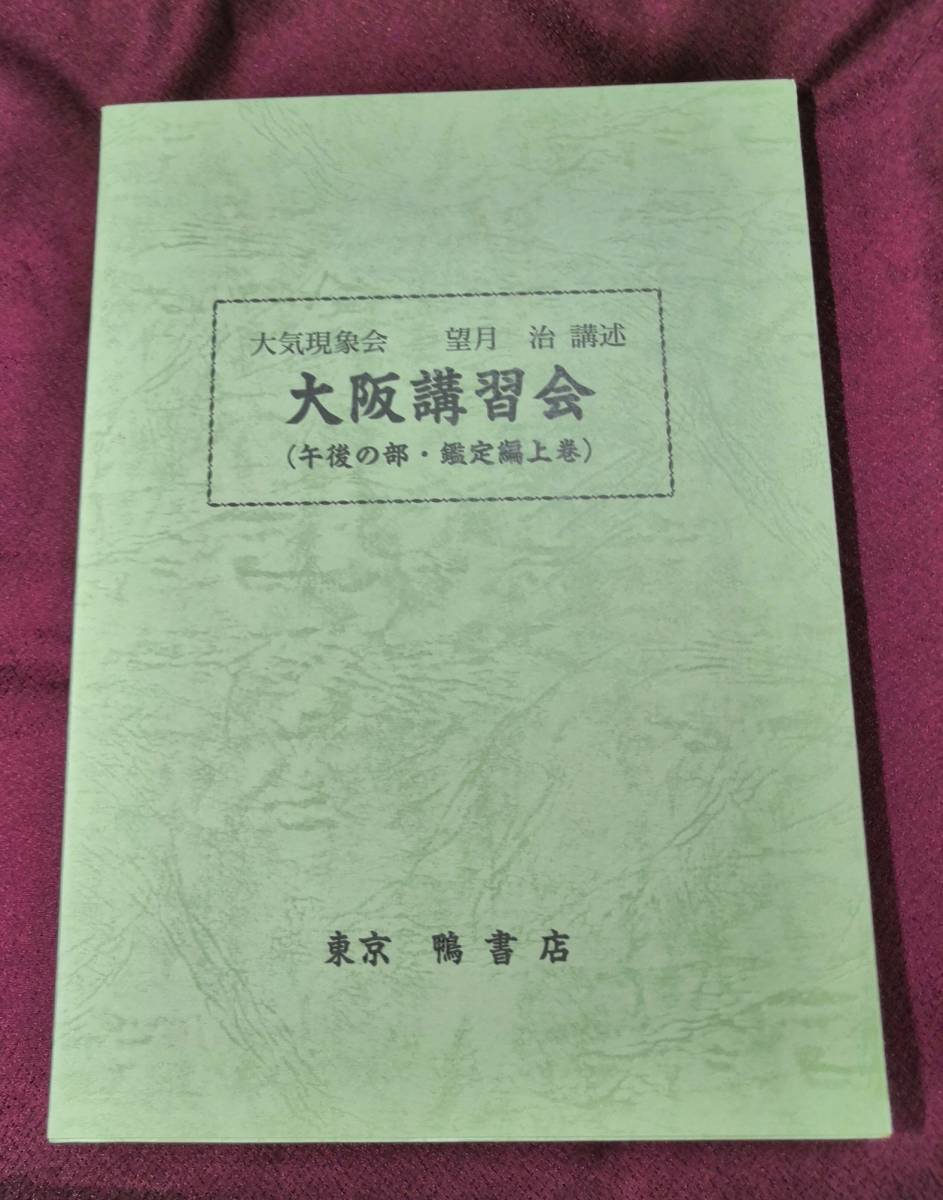 大気現象会　望月　治 講述
大阪講習会
（午後の部・鑑定編上巻）
東京　鴨書店